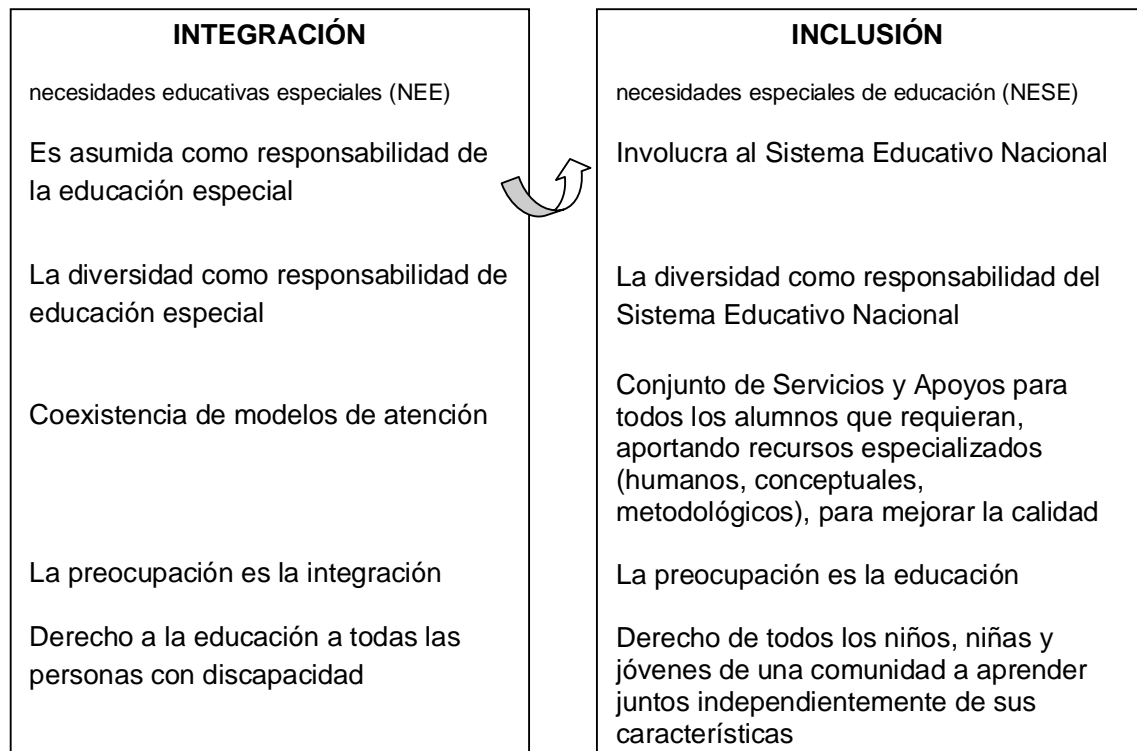 INTEGRACIÓN
necesidades educativas especiales (NEE)
Es asumida como responsabilidad de
la educación especial
La diversidad como responsabilidad de
educación especial
Coexistencia de modelos de atención
La preocupación es la integración
Derecho a la educación a todas las
personas con discapacidad
INCLUSIÓN
necesidades especiales de educación (NESE)
Involucra al Sistema Educativo Nacional
La diversidad como responsabilidad del
Sistema Educativo Nacional
Conjunto de Servicios y Apoyos para
todos los alumnos que requieran,
aportando recursos especializados
(humanos, conceptuales,
metodológicos), para mejorar la calidad
La preocupación es la educación
Derecho de todos los niños, niñas y
jóvenes de una comunidad a aprender
juntos independientemente de sus
características